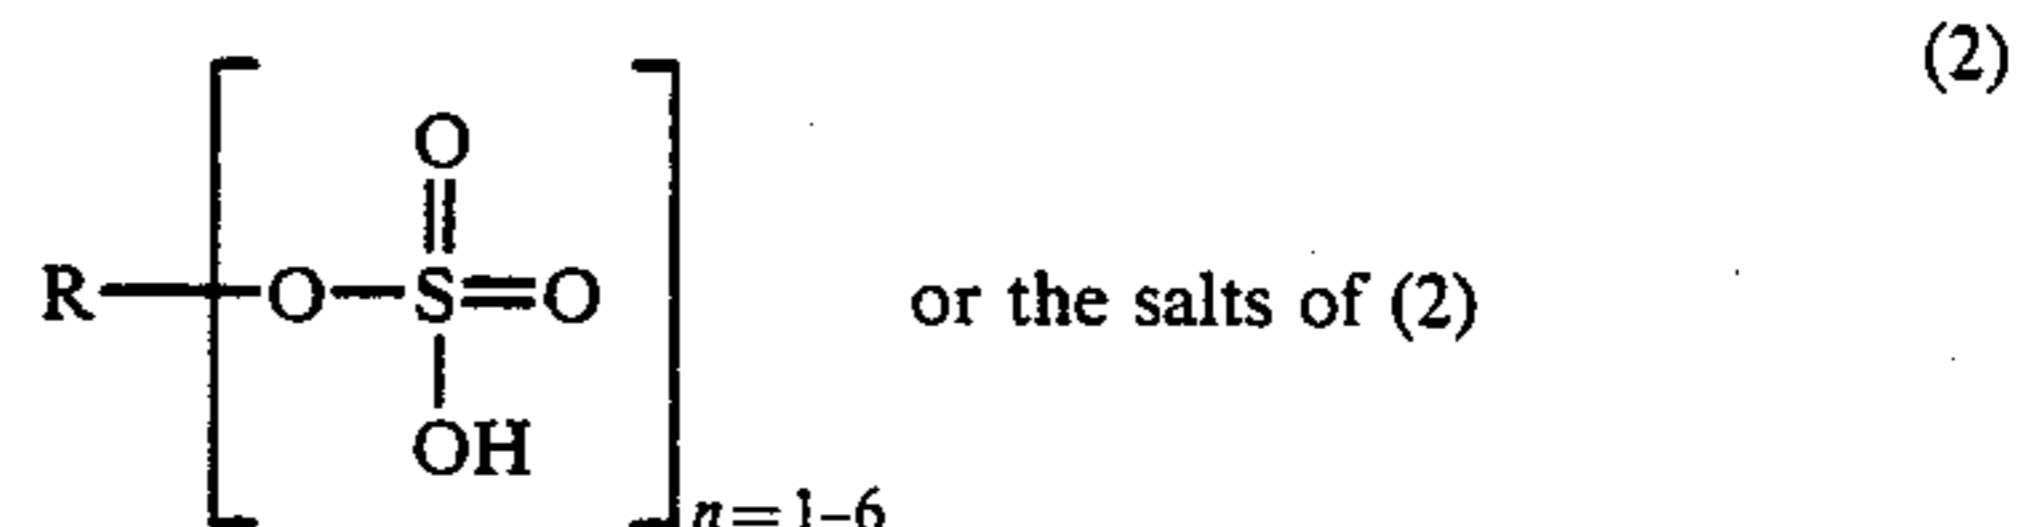 (2)
O
R—O—S=O or the salts of (2)
OH
n = 1–6